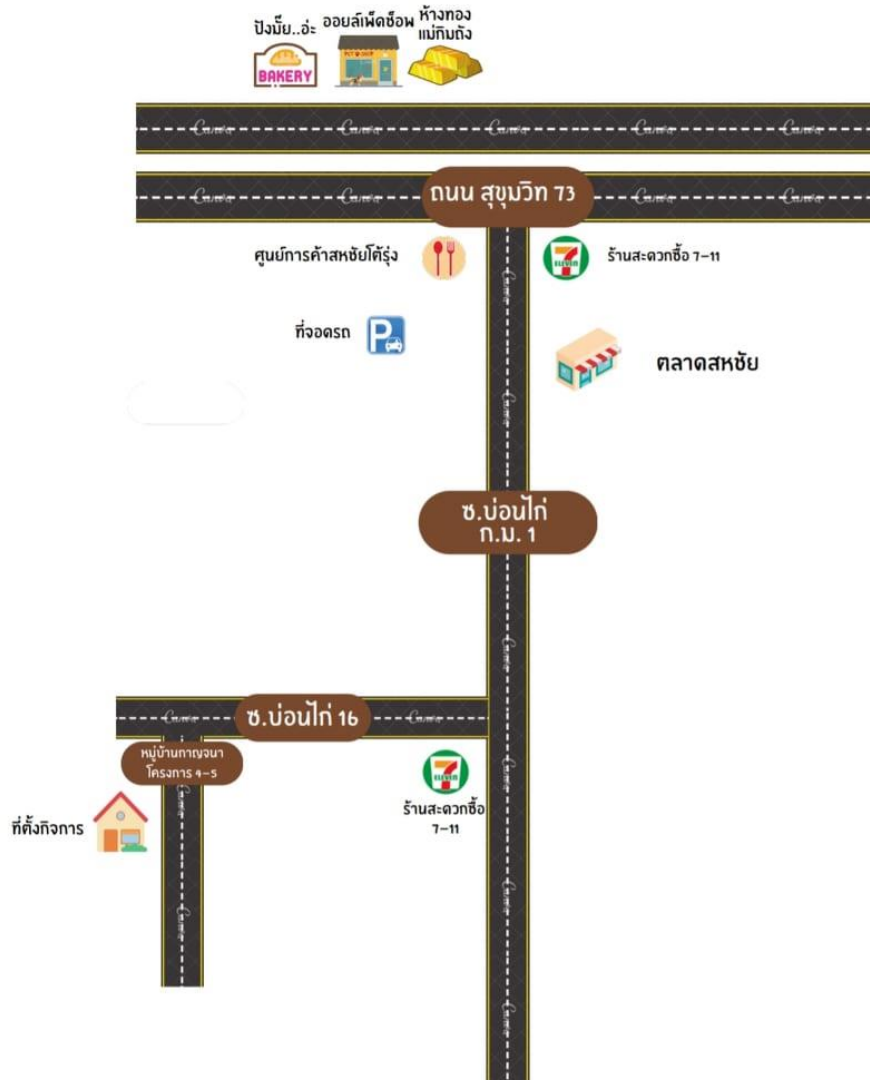 ปังมั๊ย..อ่ะ
ออยล์เพ็ดช็อพ
ห้างทอง
แม่กิมถัง
BAKERY
PET SHOP
ถนน สุขุมวิท 73
ศูนย์การค้าสหชัยโต้รุ่ง
7
ELEVEN
ร้านสะดวกซื้อ 7-11
ที่จอดรถ
P
ตลาดสหชัย
ซ.บ่อนไก่
ก.ม. 1
ซ.บ่อนไก่ 16
หมู่บ้านกาญจนา
โครงการ 4-5
ที่ตั้งกิจการ
7
ELEVEN
ร้านสะดวกซื้อ
7-11
Canva